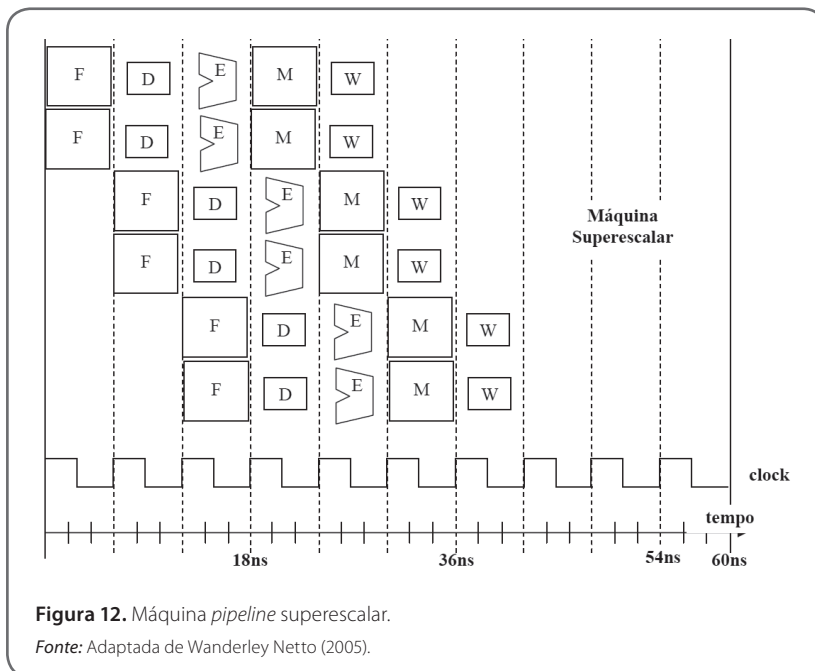 F D E M W
F D E M W
F D E M W
F D E M W
F D E M W
F D E M W
Máquina
Superescalar
clock
tempo
18ns 36ns 54ns 60ns
Figura 12. Máquina pipeline superescalar.
Fonte: Adaptada de Wanderley Netto (2005).